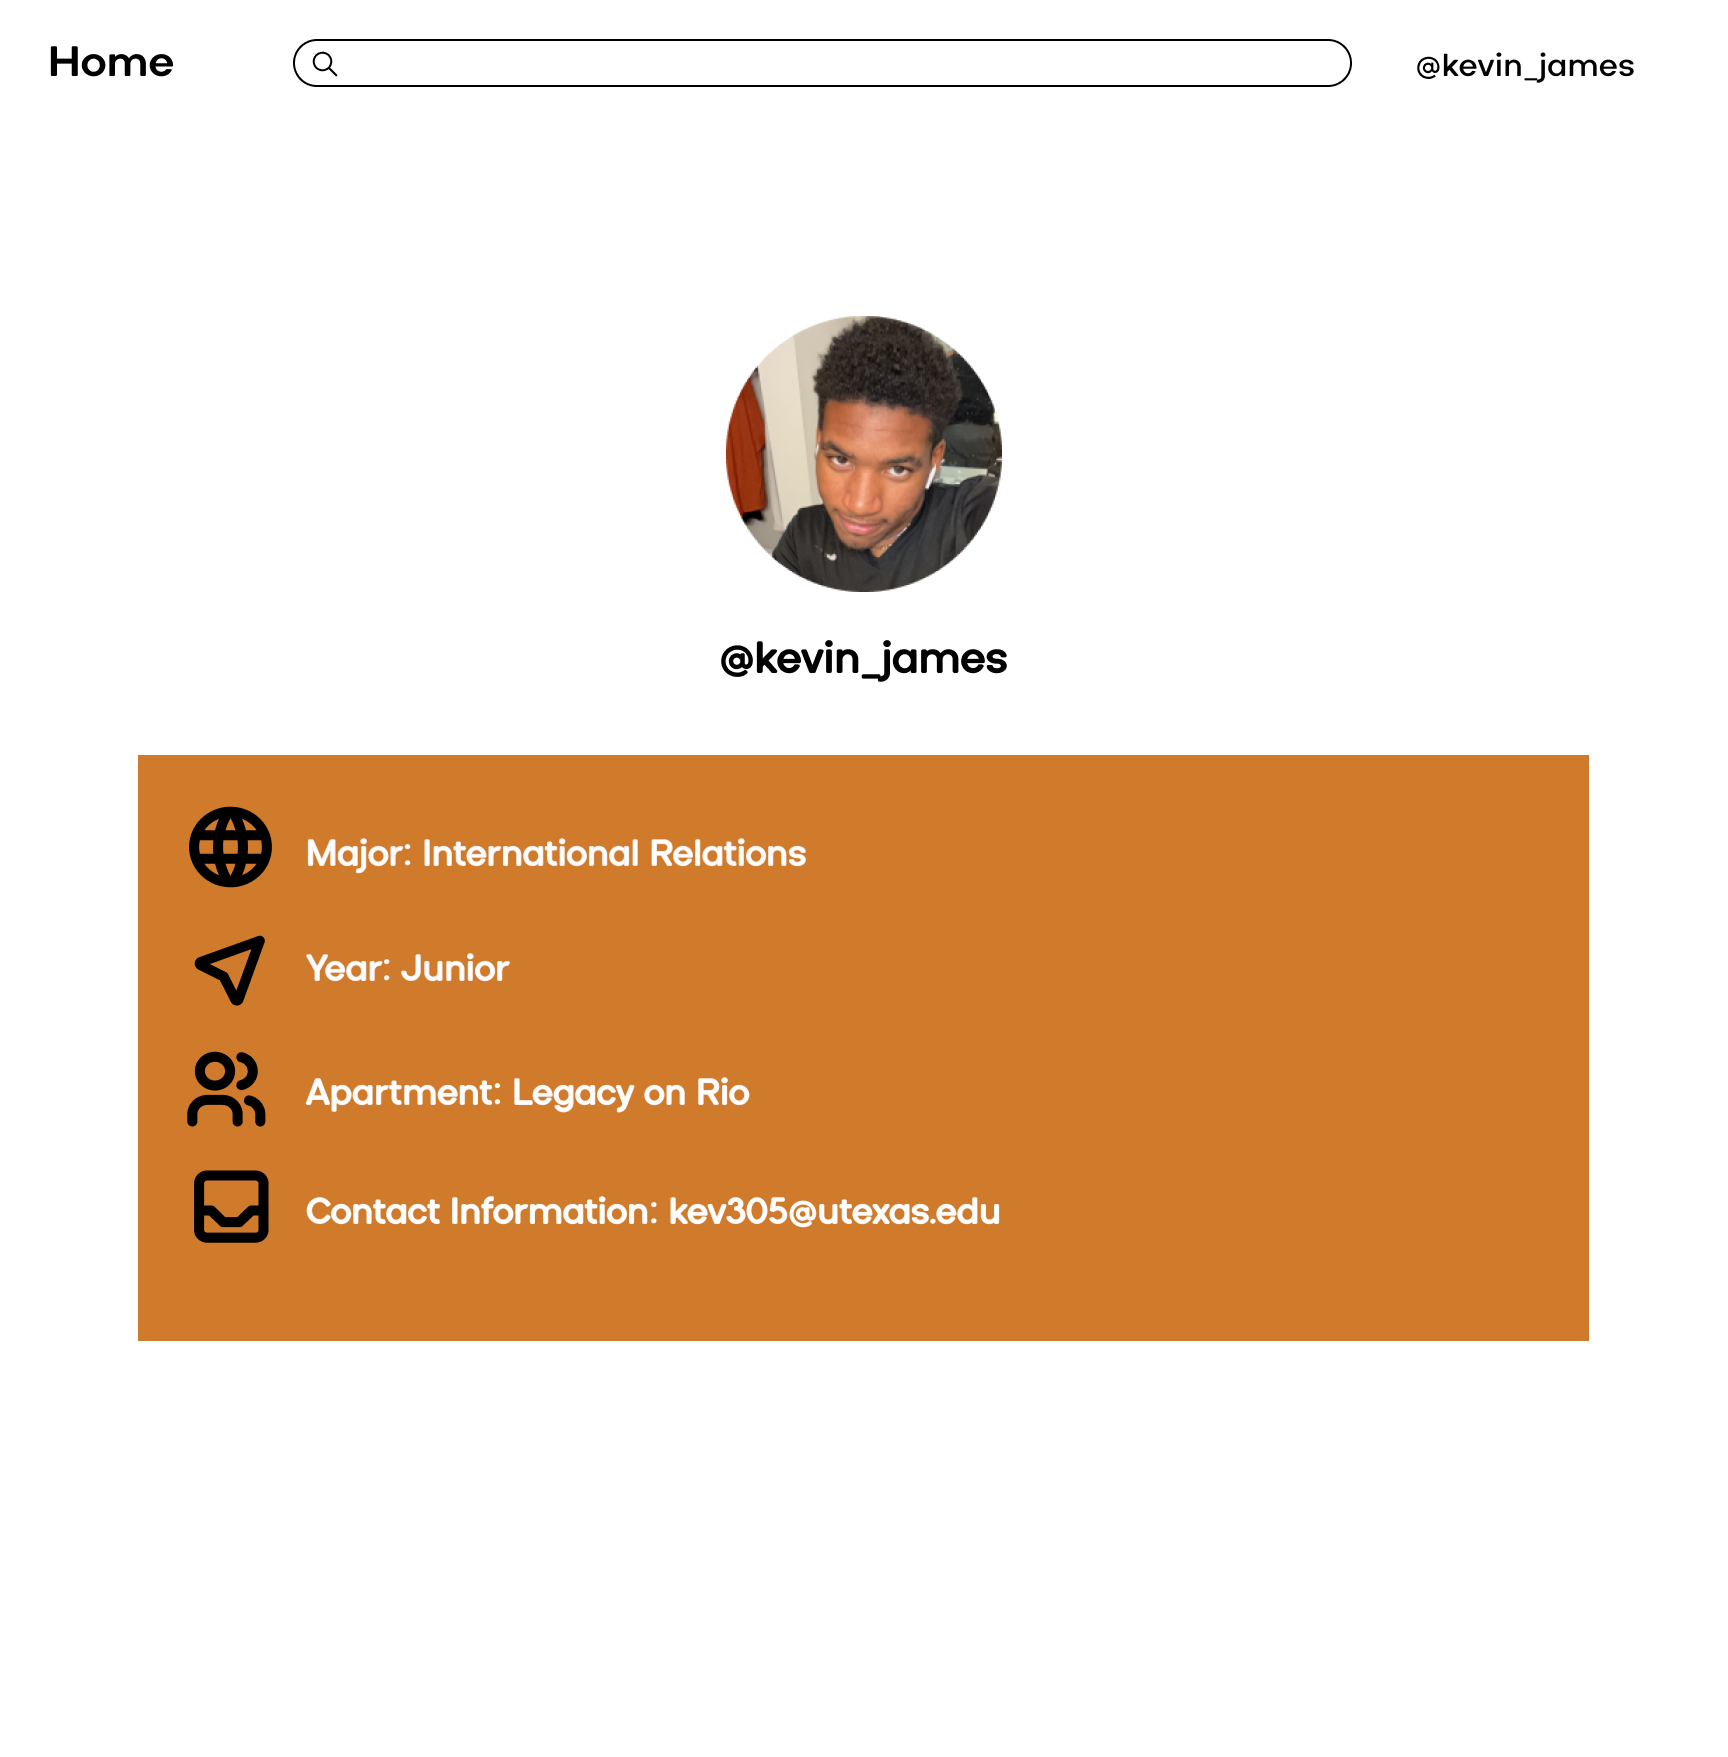 Home
@kevin_james
@kevin_james
Major: International Relations
Year: Junior
Apartment: Legacy on Rio
Contact Information: kev305@utexas.edu